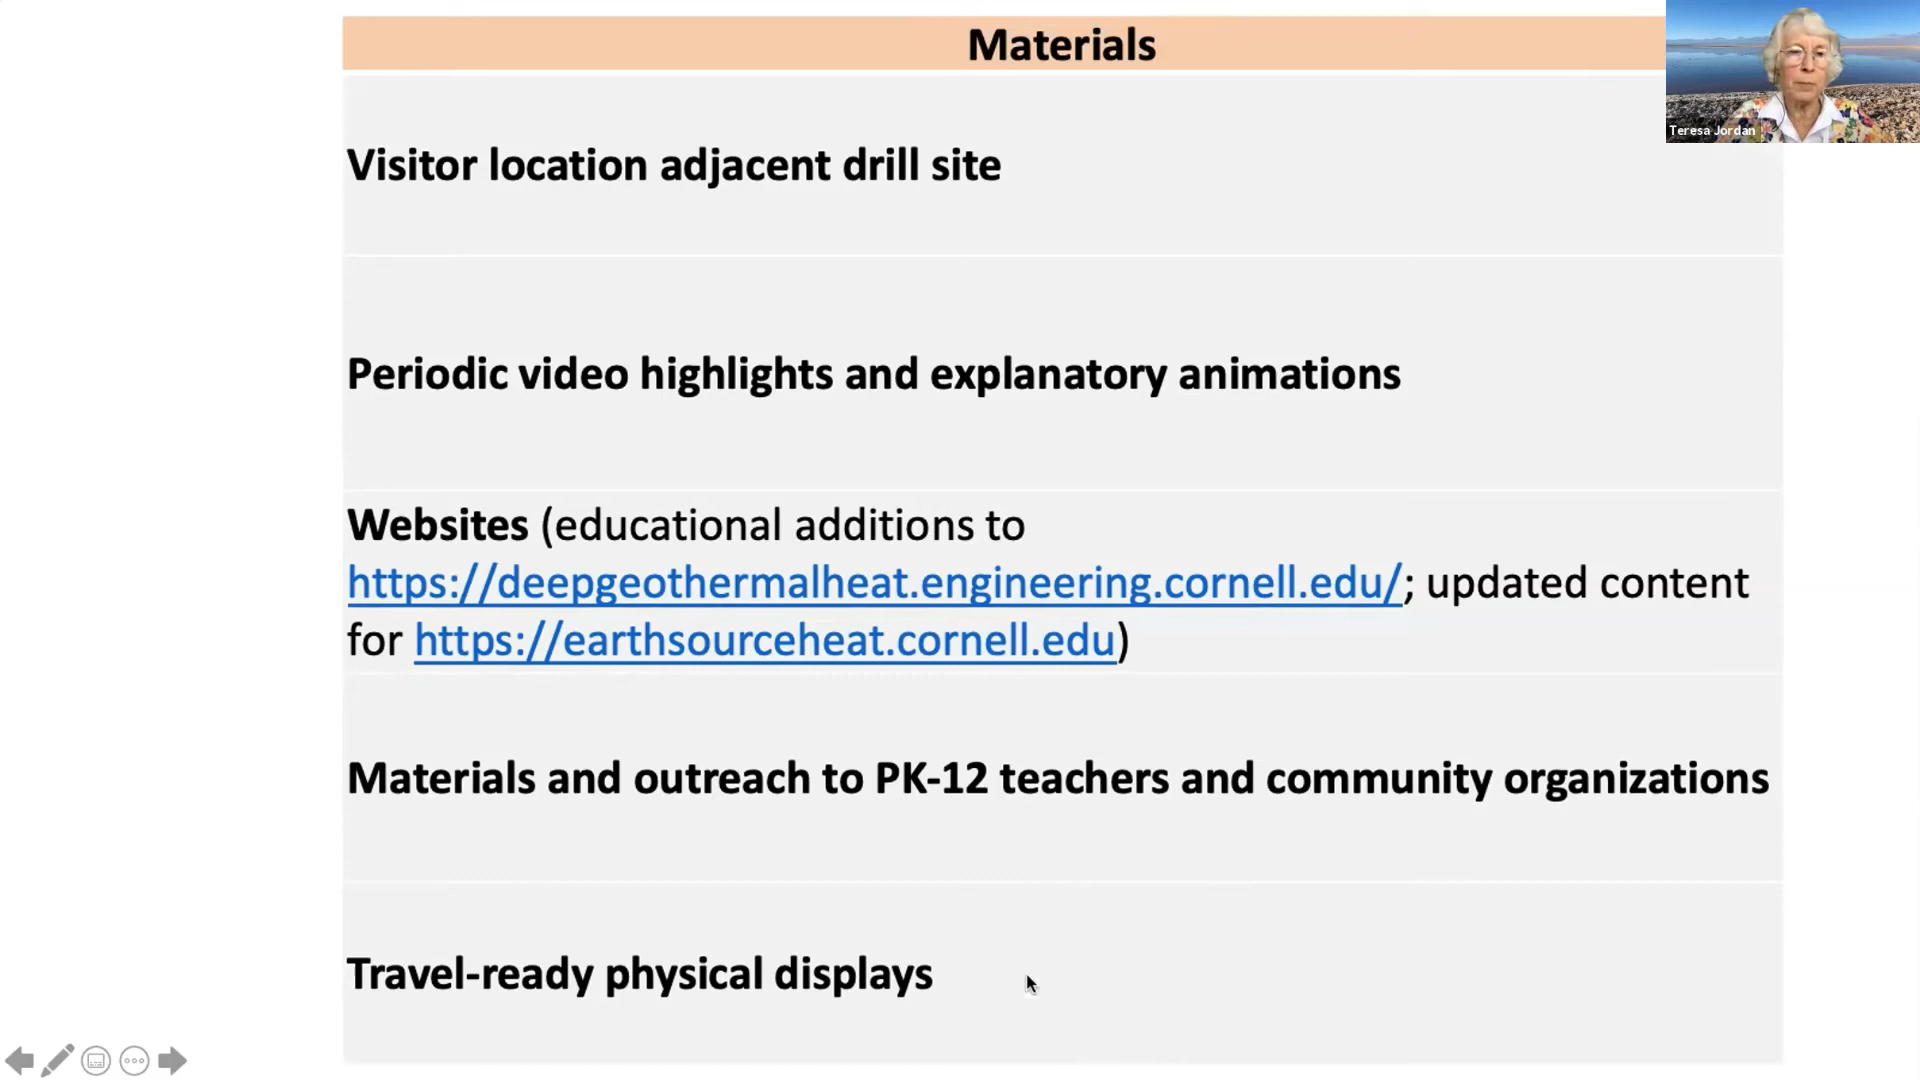 Materials
Teresa Jordan
Visitor location adjacent drill site
Periodic video highlights and explanatory animations
Websites (educational additions to
https://deepgeothermalheat.engineering.cornell.edu/; updated content
for https://earthsourceheat.cornell.edu)
Materials and outreach to PK-12 teachers and community organizations
Travel-ready physical displays